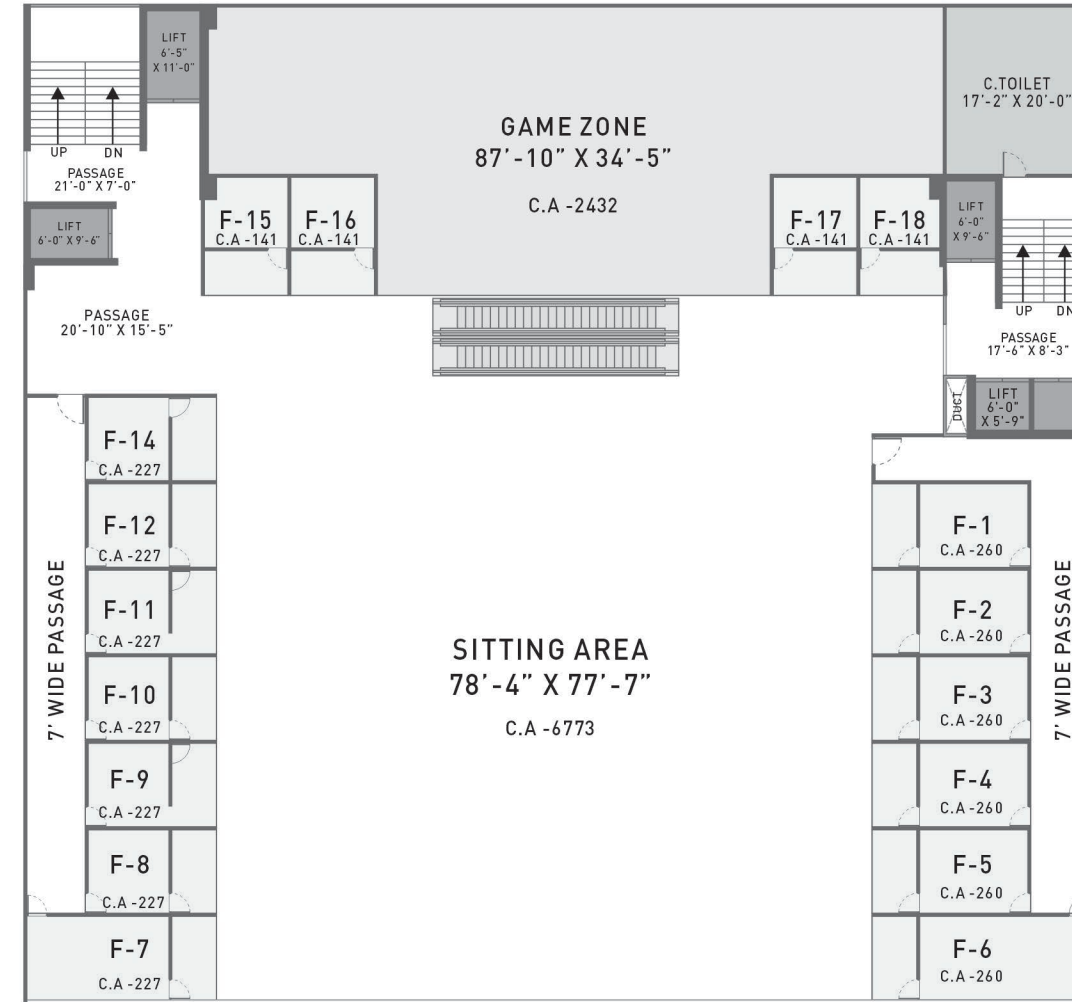 LIFT
6'-5"
X 11'-0"
UP
DN
PASSAGE
21'-0" X 7'-0"
LIFT
6'-0" X 9'-6"
PASSAGE
20'-10" X 15'-5"
GAME ZONE
87'-10" X 34'-5"
C.A -2432
C.TOILET
17'-2" X 20'-0"
F-15
C.A -141
F-16
C.A -141
F-17
C.A -141
F-18
C.A -141
LIFT
6'-0"
X 9'-6"
UP
DN
PASSAGE
17'-6" X 8'-3"
DUCT
LIFT
6'-0"
X 5'-9"
7' WIDE PASSAGE
F-14
C.A -227
F-12
C.A -227
F-11
C.A -227
F-10
C.A -227
F-9
C.A -227
F-8
C.A -227
F-7
C.A -227
SITTING AREA
78'-4" X 77'-7"
C.A -6773
F-1
C.A -260
F-2
C.A -260
F-3
C.A -260
F-4
C.A -260
F-5
C.A -260
F-6
C.A -260
7' WIDE PASSAGE